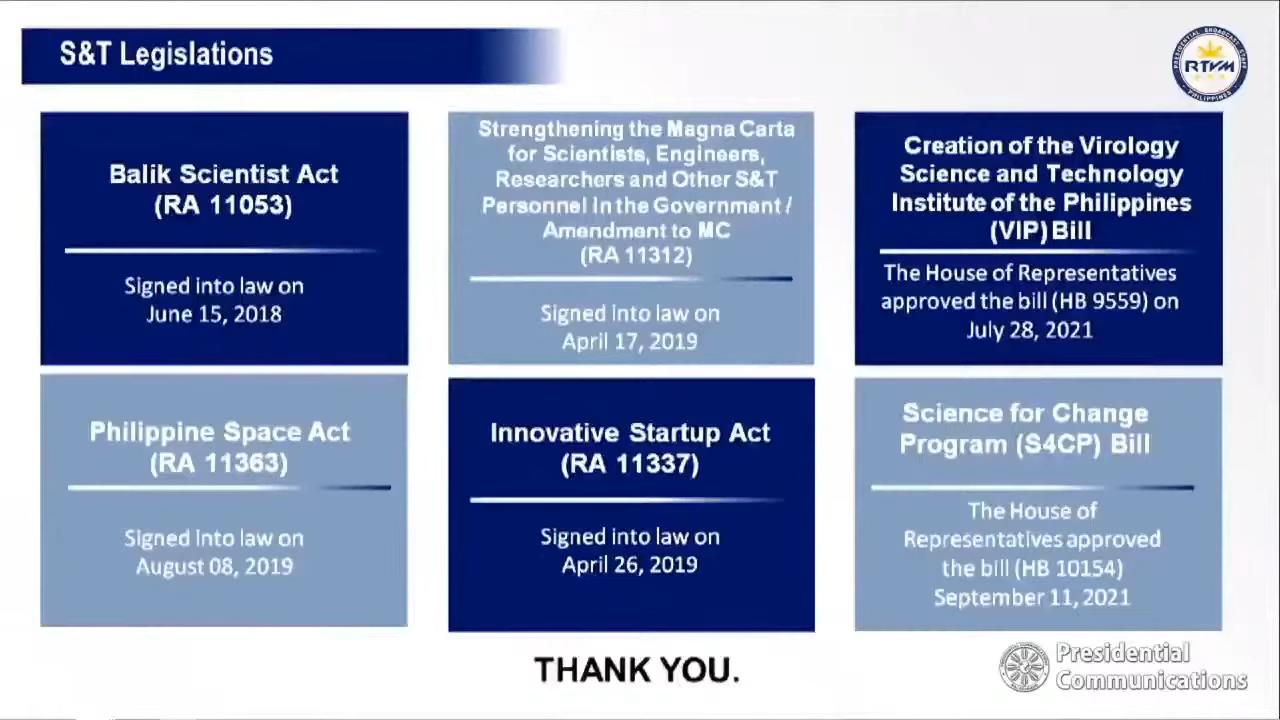 S&T Legislations
RTVM
Balik Scientist Act
(RA 11053)
Signed into law on
June 15, 2018
Strengthening the Magna Carta
for Scientists, Engineers,
Researchers and Other S&T
Personnel in the Government /
Amendment to MC
(RA 11312)
Signed into law on
April 17, 2019
Creation of the Virology
Science and Technology
Institute of the Philippines
(VIP) Bill
The House of Representatives
approved the bill (HB 9559) on
July 28, 2021
Philippine Space Act
(RA 11363)
Signed into law on
August 08, 2019
Innovative Startup Act
(RA 11337)
Signed into law on
April 26, 2019
Science for Change
Program (S4CP) Bill
The House of
Representatives approved
the bill (HB 10154)
September 11, 2021
THANK YOU.
Presidential
Communications